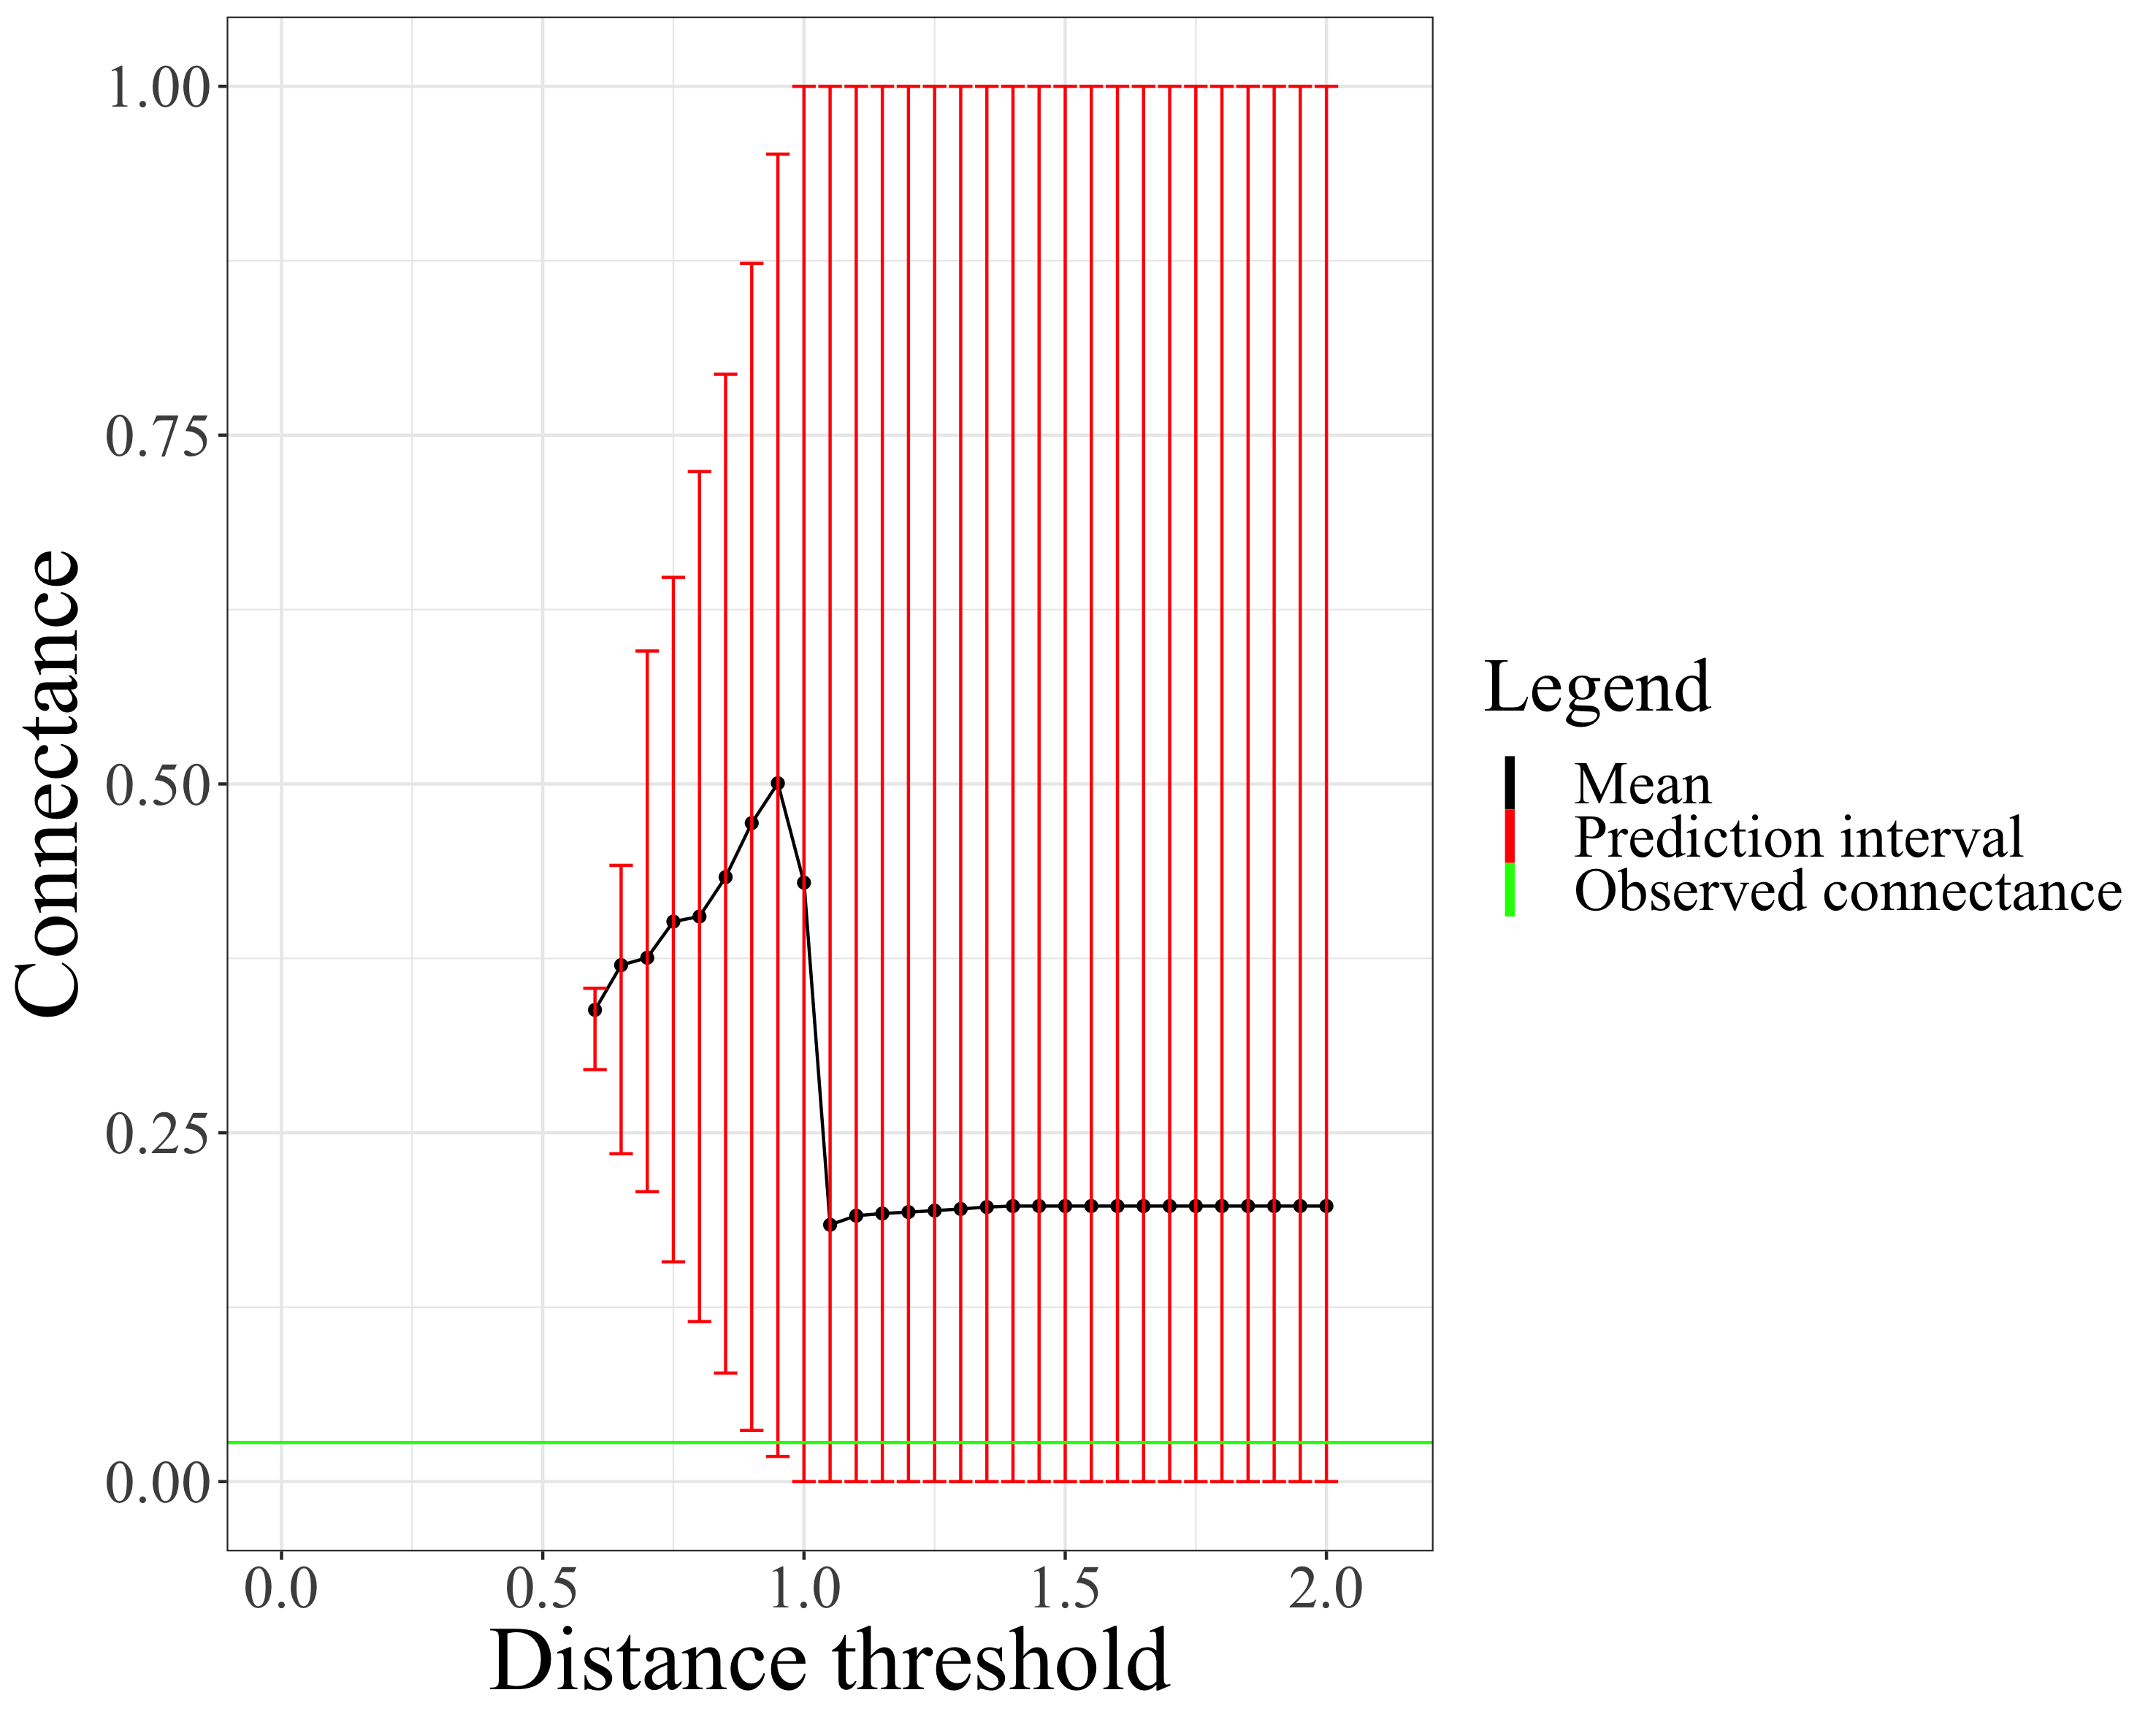 1.00
0.75
0.50
0.25
0.00
Connectance
0.0
0.5
1.0
1.5
2.0
Distance threshold
Legend
Mean
Prediction interval
Observed connectance